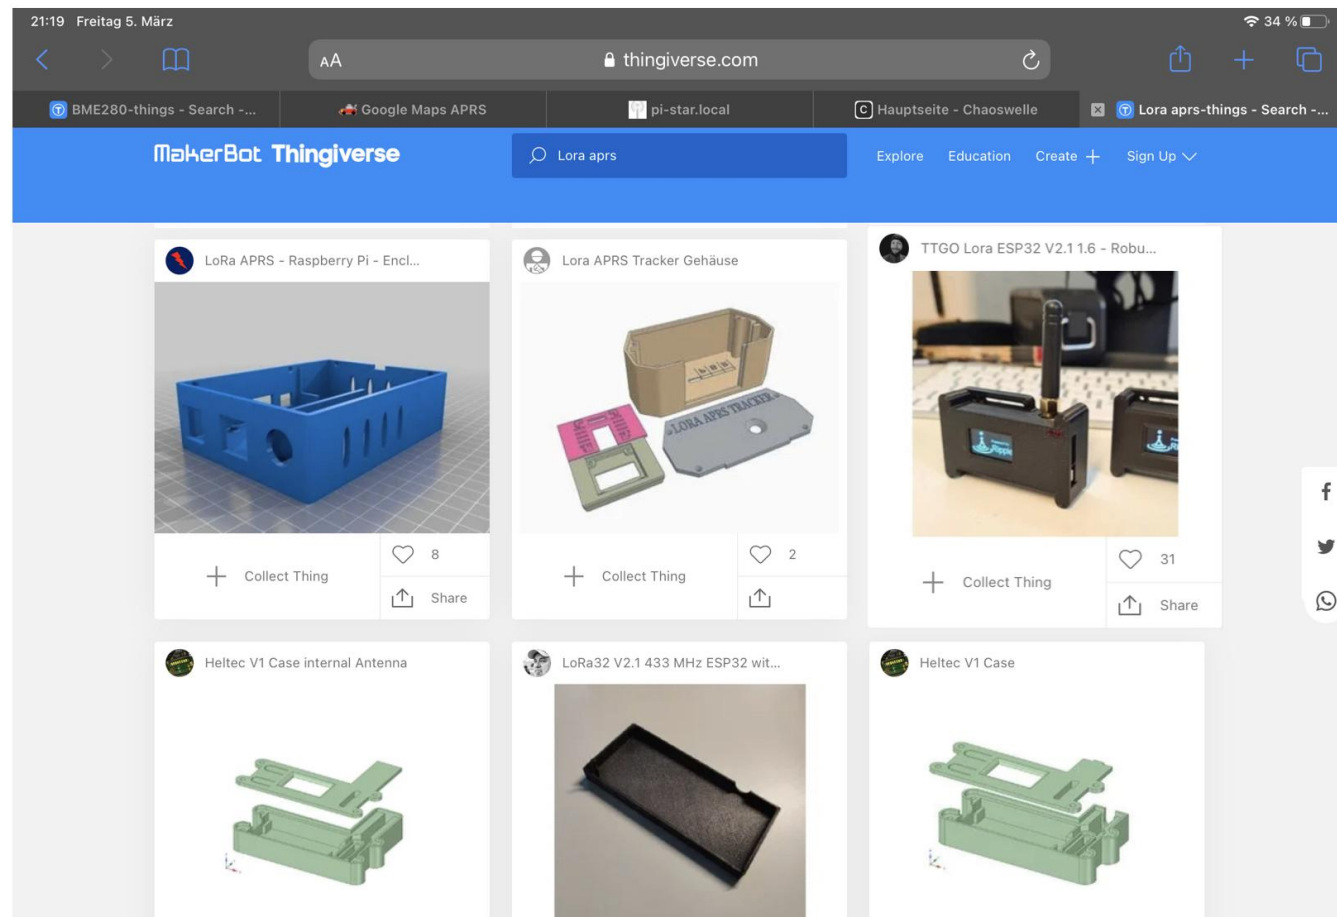 21:19 Freitag 5. März
34 %
AA
thingiverse.com
BME280-things - Search -...
Google Maps APRS
pi-star.local
C Hauptseite - Chaoswelle
Lora aprs-things - Search -...
MakerBot Thingiverse
Lora aprs
Explore
Education
Create
Sign Up
LoRa APRS - Raspberry Pi - Encl...
Lora APRS Tracker Gehäuse
TTGO Lora ESP32 V2.1 1.6 - Robu...
LORA APRS TRACKER
Ripple
Collect Thing
8
Share
Collect Thing
2
Collect Thing
31
Share
Heltec V1 Case internal Antenna
LoRa32 V2.1 433 MHz ESP32 wit...
Heltec V1 Case